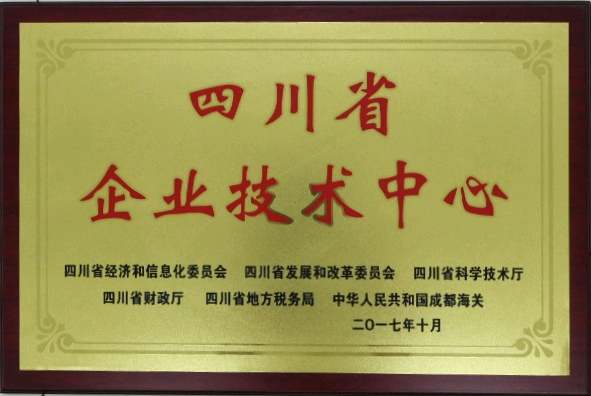 四川省
企业技术中心
四川省经济和信息化委员会 四川省发展和改革委员会 四川省科学技术厅
四川省财政厅 四川省地方税务局 中华人民共和国成都海关
二〇一七年十月